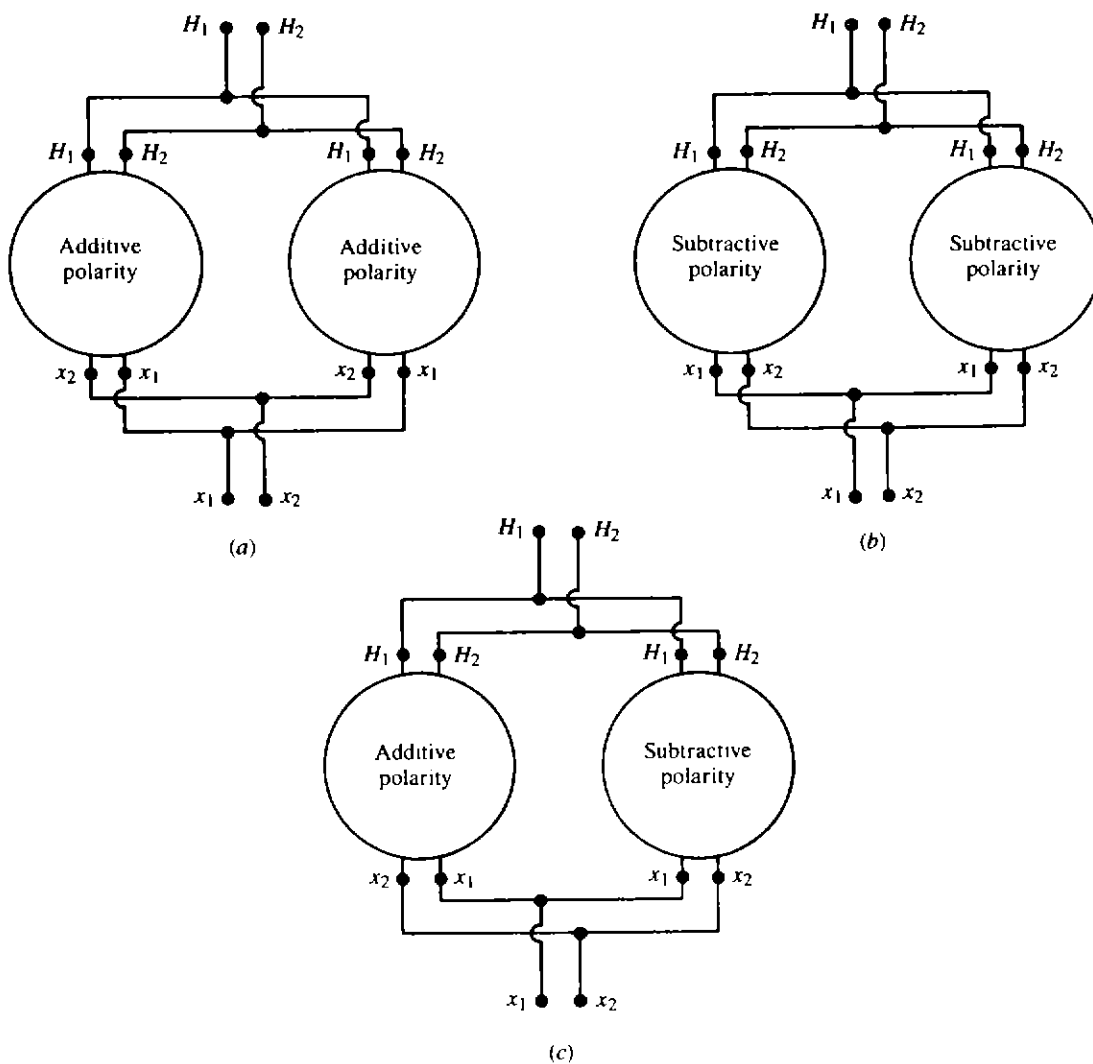 H₁ H₂
H₁ H₂ H₁ H₂
Additive
polarity
Additive
polarity
x₂ x₁ x₂ x₁
x₁ x₂
(a)
H₁ H₂
H₁ H₂ H₁ H₂
Subtractive
polarity
Subtractive
polarity
x₁ x₂ x₁ x₂
x₁ x₂
(b)
H₁ H₂
H₁ H₂ H₁ H₂
Additive
polarity
Subtractive
polarity
x₂ x₁ x₁ x₂
x₁ x₂
(c)